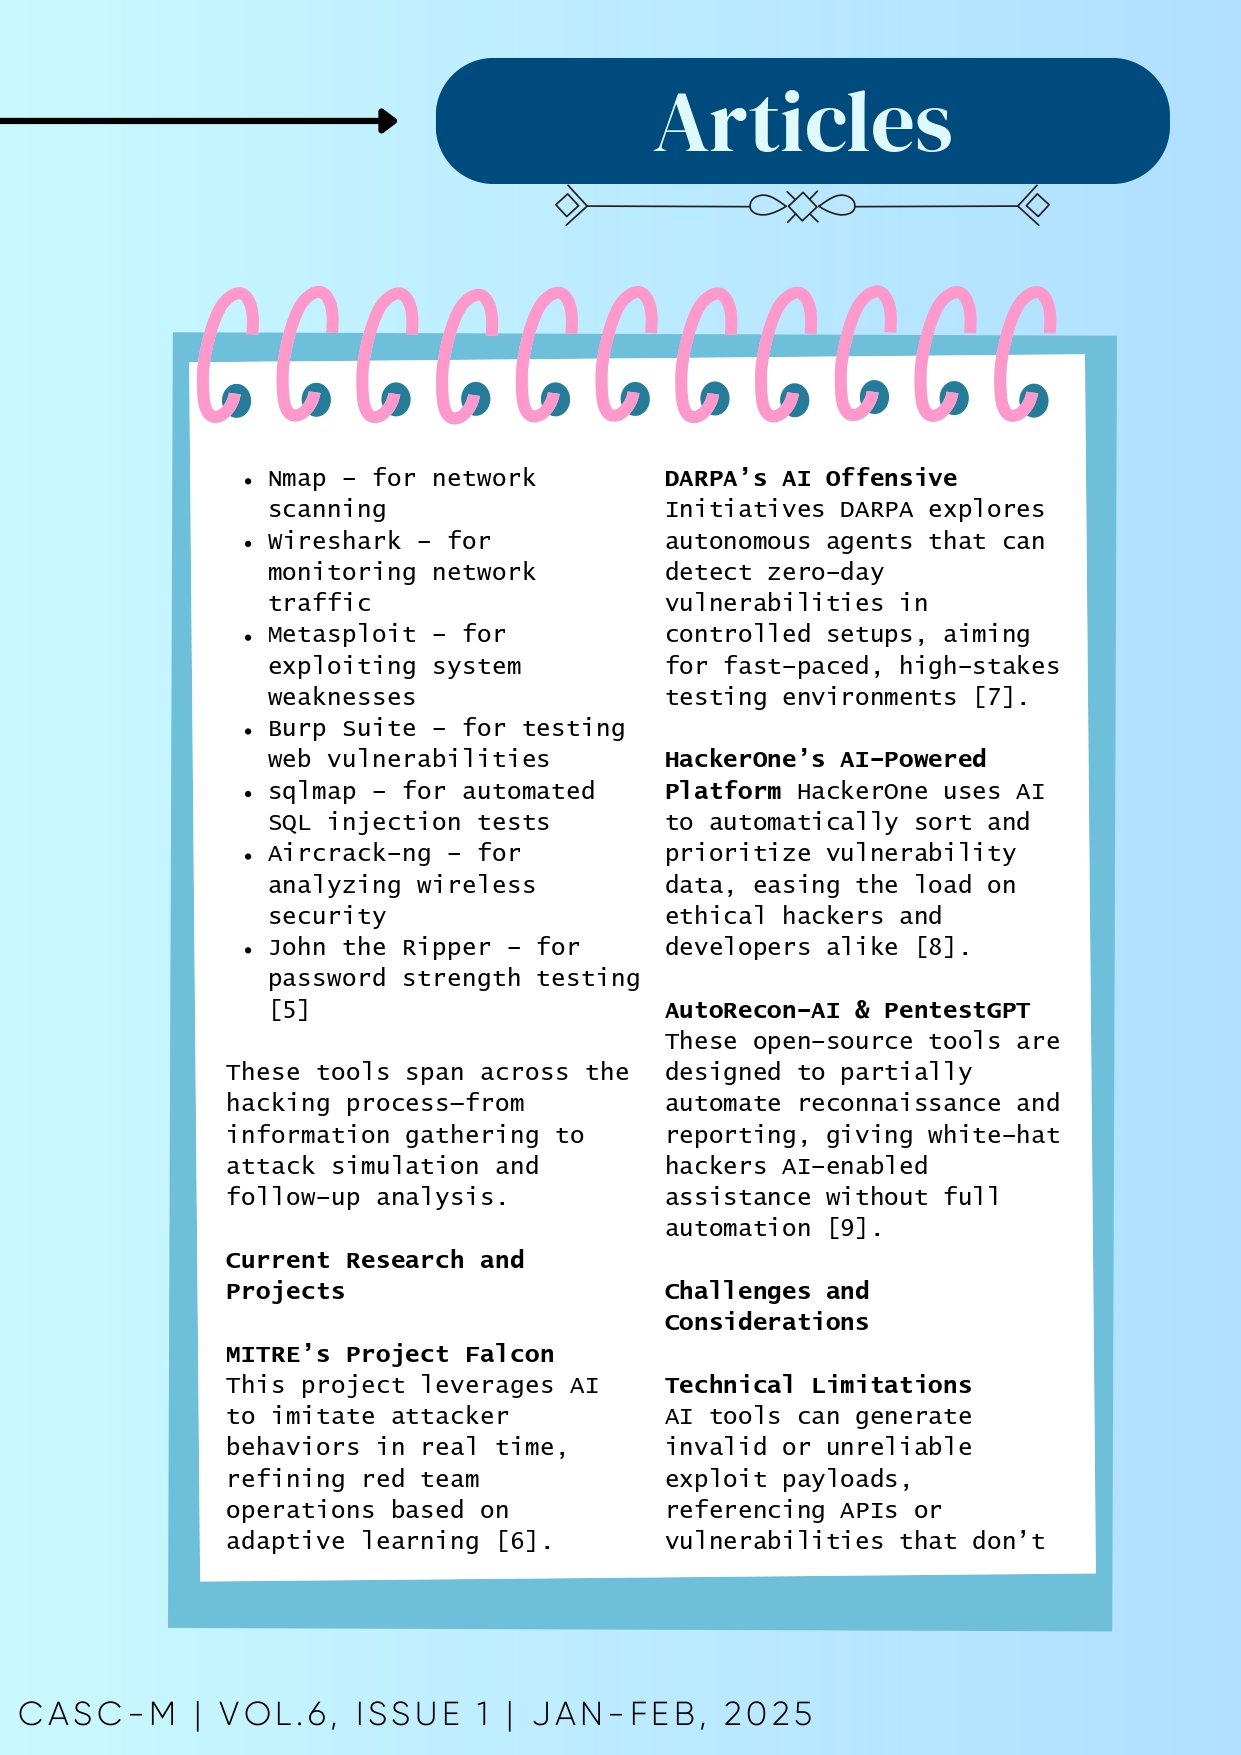 Articles
• Nmap – for network
scanning
• Wireshark – for
monitoring network
traffic
• Metasploit – for
exploiting system
weaknesses
• Burp Suite – for testing
web vulnerabilities
• sqlmap – for automated
SQL injection tests
• Aircrack-ng – for
analyzing wireless
security
• John the Ripper – for
password strength testing
[5]
These tools span across the
hacking process—from
information gathering to
attack simulation and
follow-up analysis.
Current Research and
Projects
MITRE’s Project Falcon
This project leverages AI
to imitate attacker
behaviors in real time,
refining red team
operations based on
adaptive learning [6].
DARPA’s AI Offensive
Initiatives DARPA explores
autonomous agents that can
detect zero-day
vulnerabilities in
controlled setups, aiming
for fast-paced, high-stakes
testing environments [7].
HackerOne’s AI-Powered
Platform HackerOne uses AI
to automatically sort and
prioritize vulnerability
data, easing the load on
ethical hackers and
developers alike [8].
AutoRecon-AI & PentestGPT
These open-source tools are
designed to partially
automate reconnaissance and
reporting, giving white-hat
hackers AI-enabled
assistance without full
automation [9].
Challenges and
Considerations
Technical Limitations
AI tools can generate
invalid or unreliable
exploit payloads,
referencing APIs or
vulnerabilities that don’t
CASC-M | VOL.6, ISSUE 1 | JAN-FEB, 2025